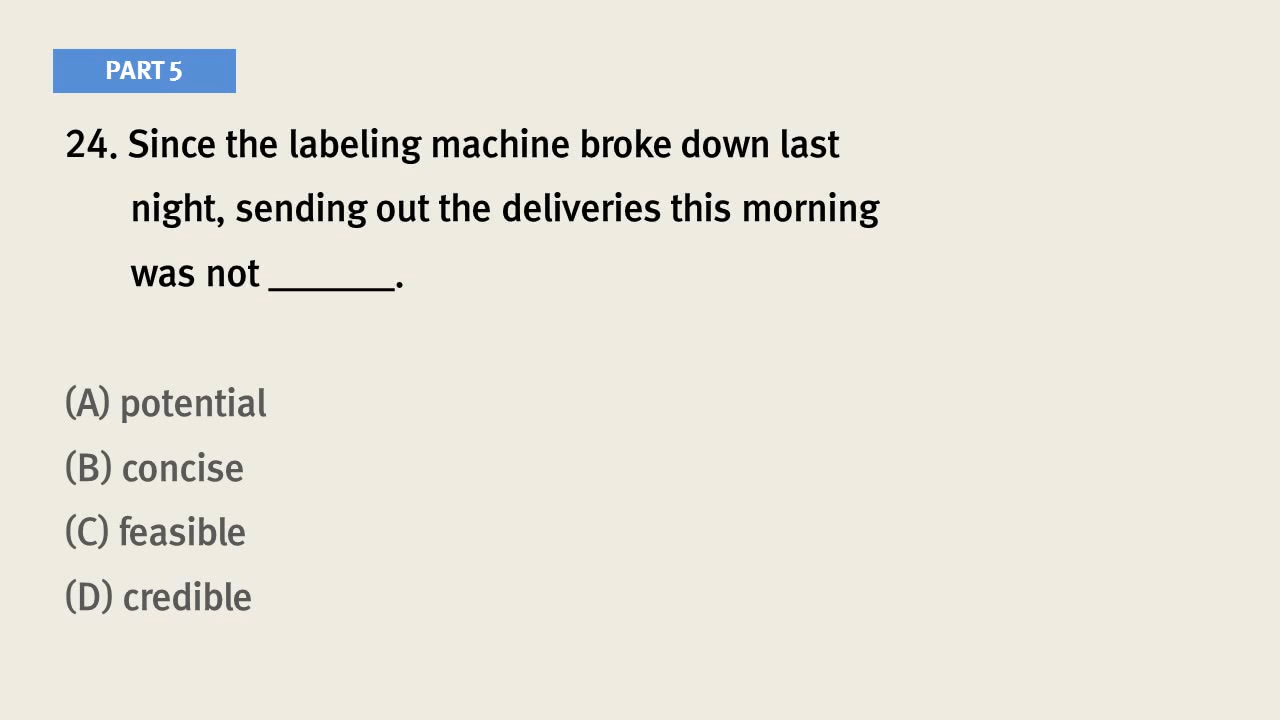 PART 5
24. Since the labeling machine broke down last
night, sending out the deliveries this morning
was not _______.
(A) potential
(B) concise
(C) feasible
(D) credible